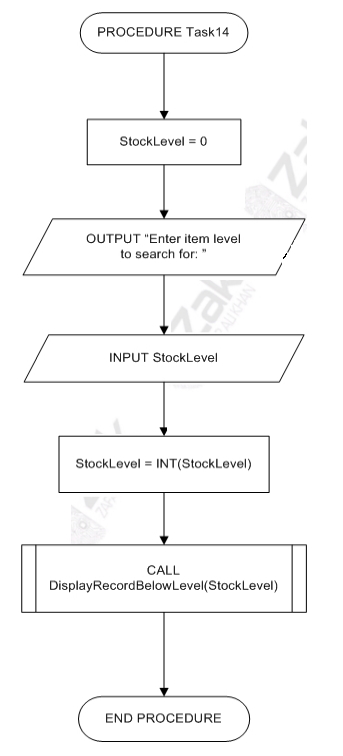 PROCEDURE Task14
StockLevel = 0
OUTPUT "Enter item level
to search for: "
INPUT StockLevel
StockLevel = INT(StockLevel)
CALL
DisplayRecordBelowLevel(StockLevel)
END PROCEDURE